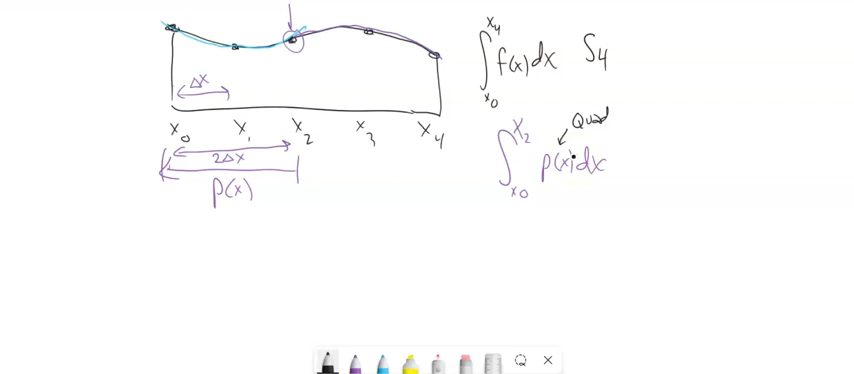 Δx
x₀ x₁ x₂ x₃ x₄
2Δx
p(x)
∫_{x₀}^{x₄} f(x)dx S₄
Quad
∫_{x₀}^{x₂} p(x)dx